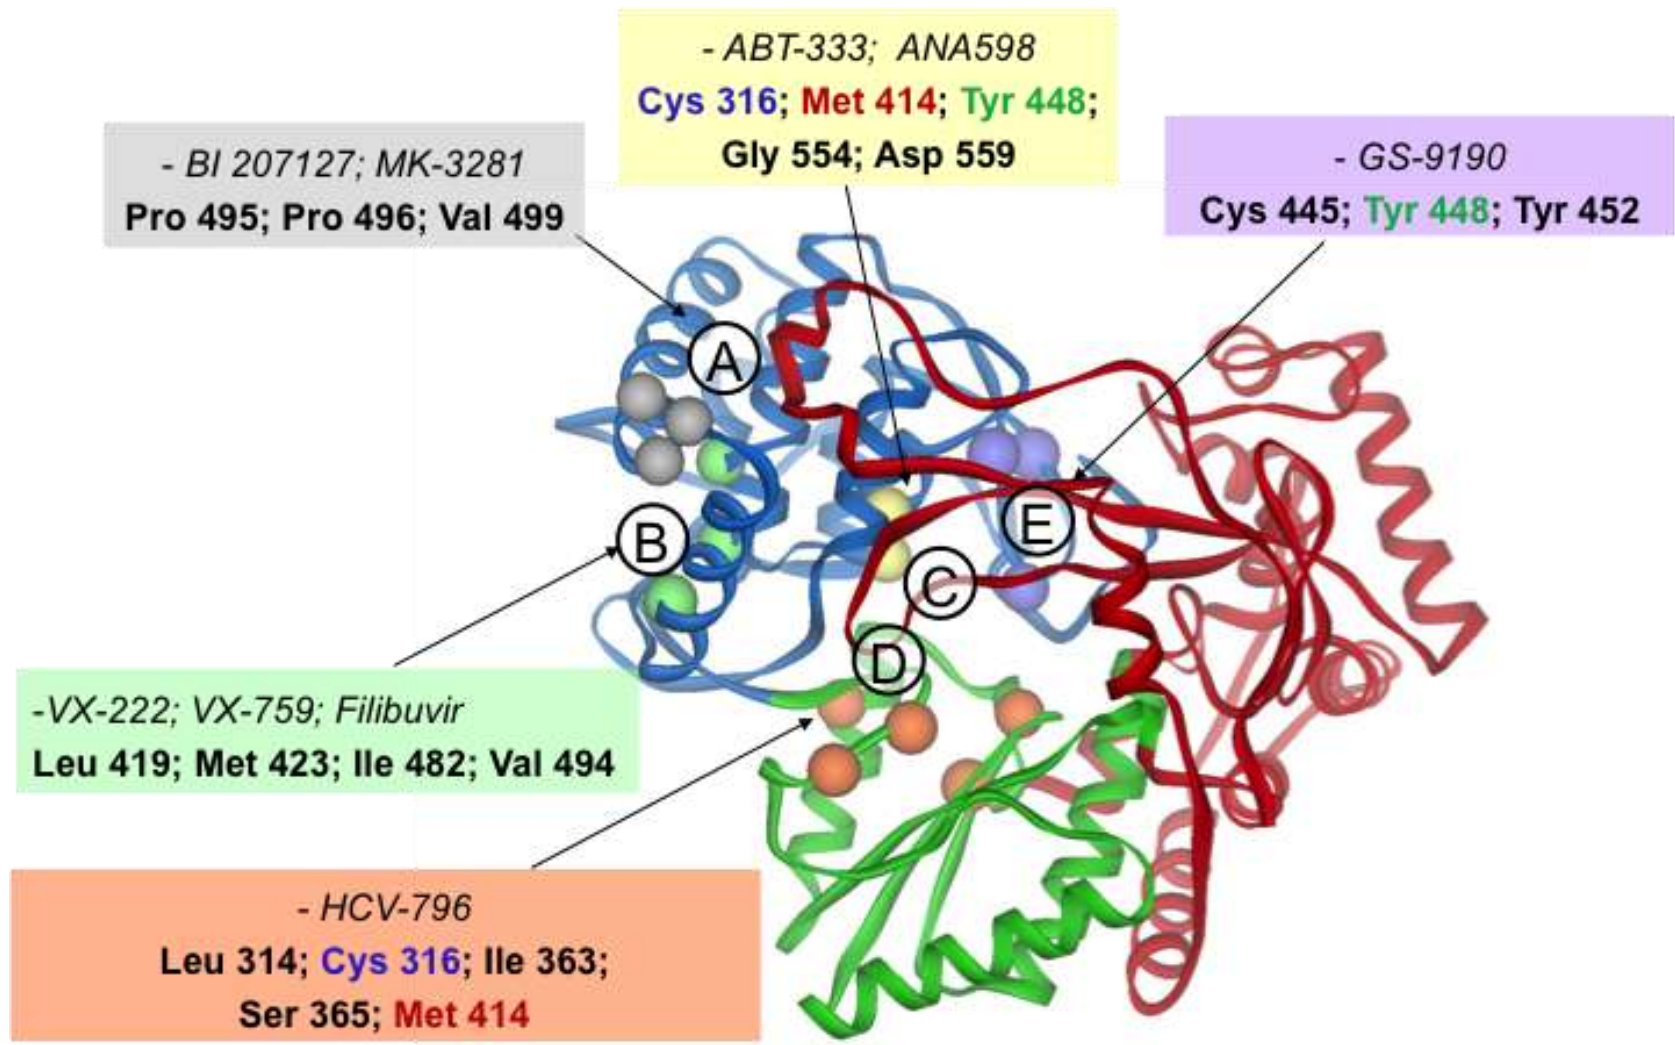 - ABT-333; ANA598
Cys 316; Met 414; Tyr 448;
Gly 554; Asp 559
- BI 207127; MK-3281
Pro 495; Pro 496; Val 499
- GS-9190
Cys 445; Tyr 448; Tyr 452
A
B
E
C
D
-VX-222; VX-759; Filibuvir
Leu 419; Met 423; Ile 482; Val 494
- HCV-796
Leu 314; Cys 316; Ile 363;
Ser 365; Met 414